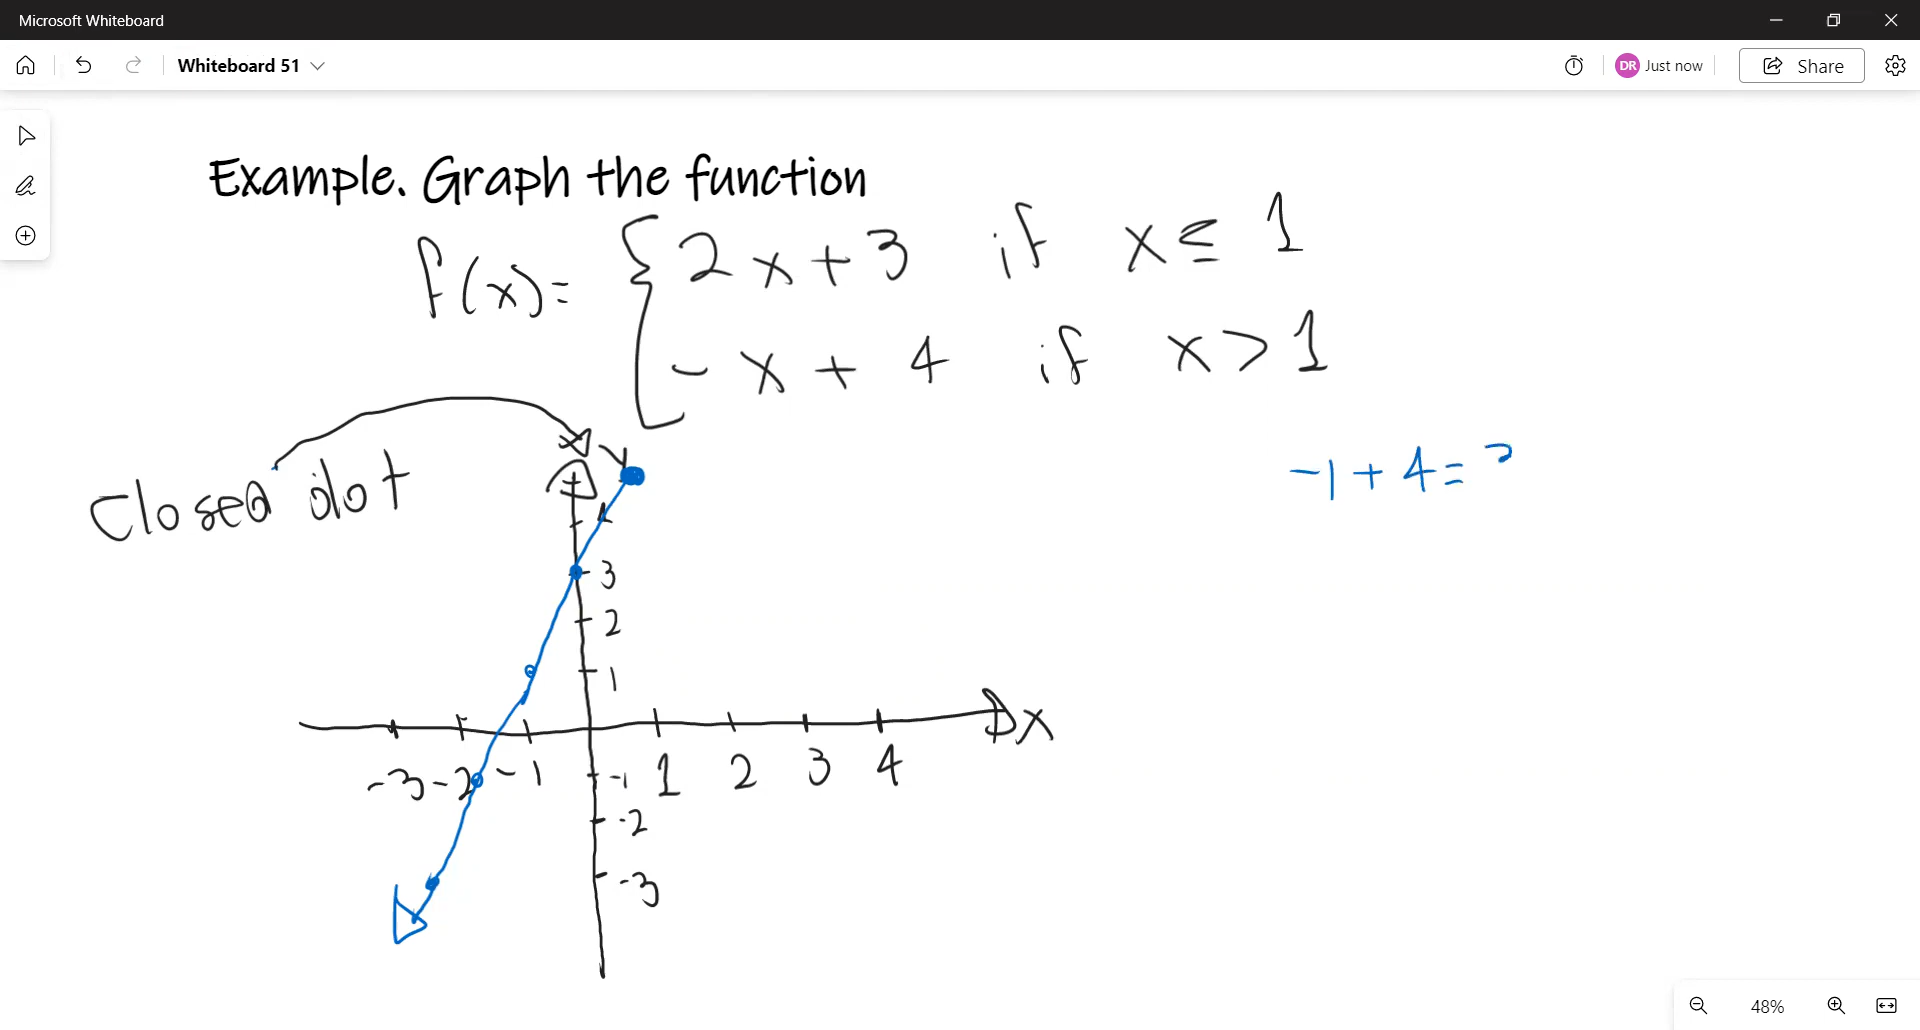 Microsoft Whiteboard
Whiteboard 51
DR Just now
Share
Example. Graph the function
f(x)= { 2x+3 if x ≤ 1
-x + 4 if x > 1
Closed dot
-1 + 4 =
3
2
1
x
-3 -2 -1 1 2 3 4
-1
-2
-3
48%